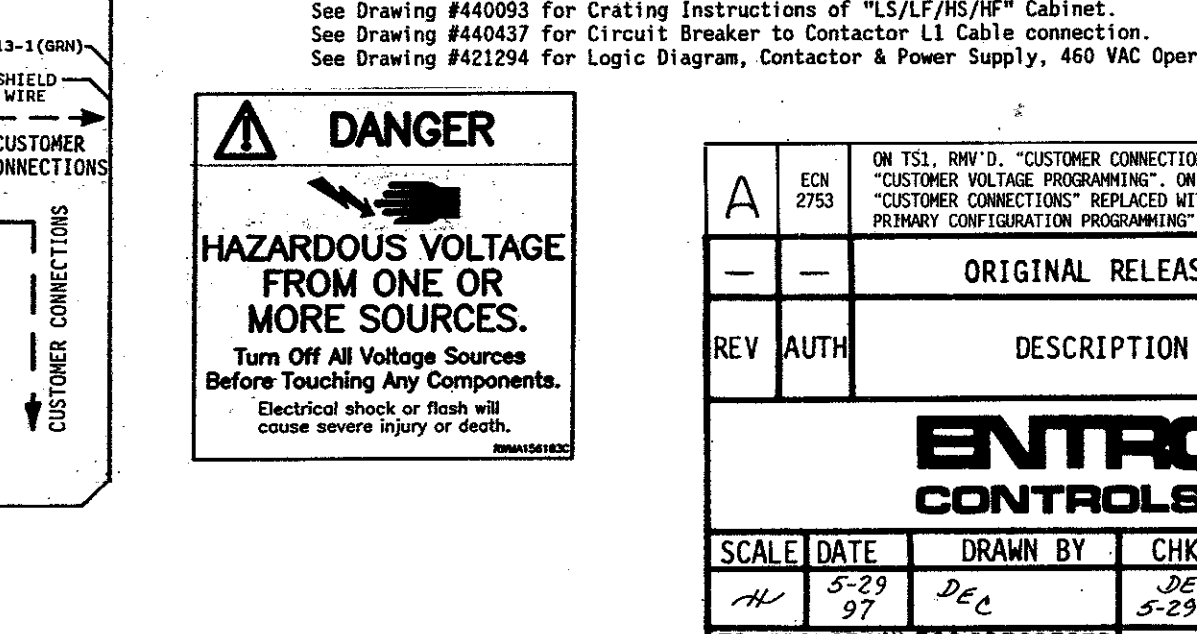 See Drawing #440093 for Crating Instructions of "LS/LF/HS/HF" Cabinet.
See Drawing #440437 for Circuit Breaker to Contactor L1 Cable connection.
See Drawing #421294 for Logic Diagram, Contactor & Power Supply, 460 VAC Oper
13-1(GRN)
SHIELD
WIRE
CUSTOMER
ONNECTIONS
CUSTOMER CONNECTIONS
DANGER
HAZARDOUS VOLTAGE
FROM ONE OR
MORE SOURCES.
Turn Off All Voltage Sources
Before Touching Any Components.
Electrical shock or flash will
cause severe injury or death.
A
ECN
2753
ON TS1, RMV'D. "CUSTOMER CONNECTIO
"CUSTOMER VOLTAGE PROGRAMMING". ON
"CUSTOMER CONNECTIONS" REPLACED WI
PRIMARY CONFIGURATION PROGRAMMING"
— — ORIGINAL RELEAS
REV AUTH DESCRIPTION
ENTRO
CONTROLS
SCALE DATE DRAWN BY CHK
5-29
97
DEC
DE
5-29